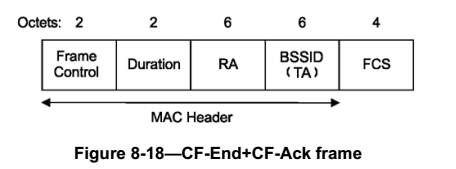 Octets: 2 2 6 6 4
Frame Control Duration RA BSSID (TA) FCS
MAC Header
Figure 8-18—CF-End+CF-Ack frame